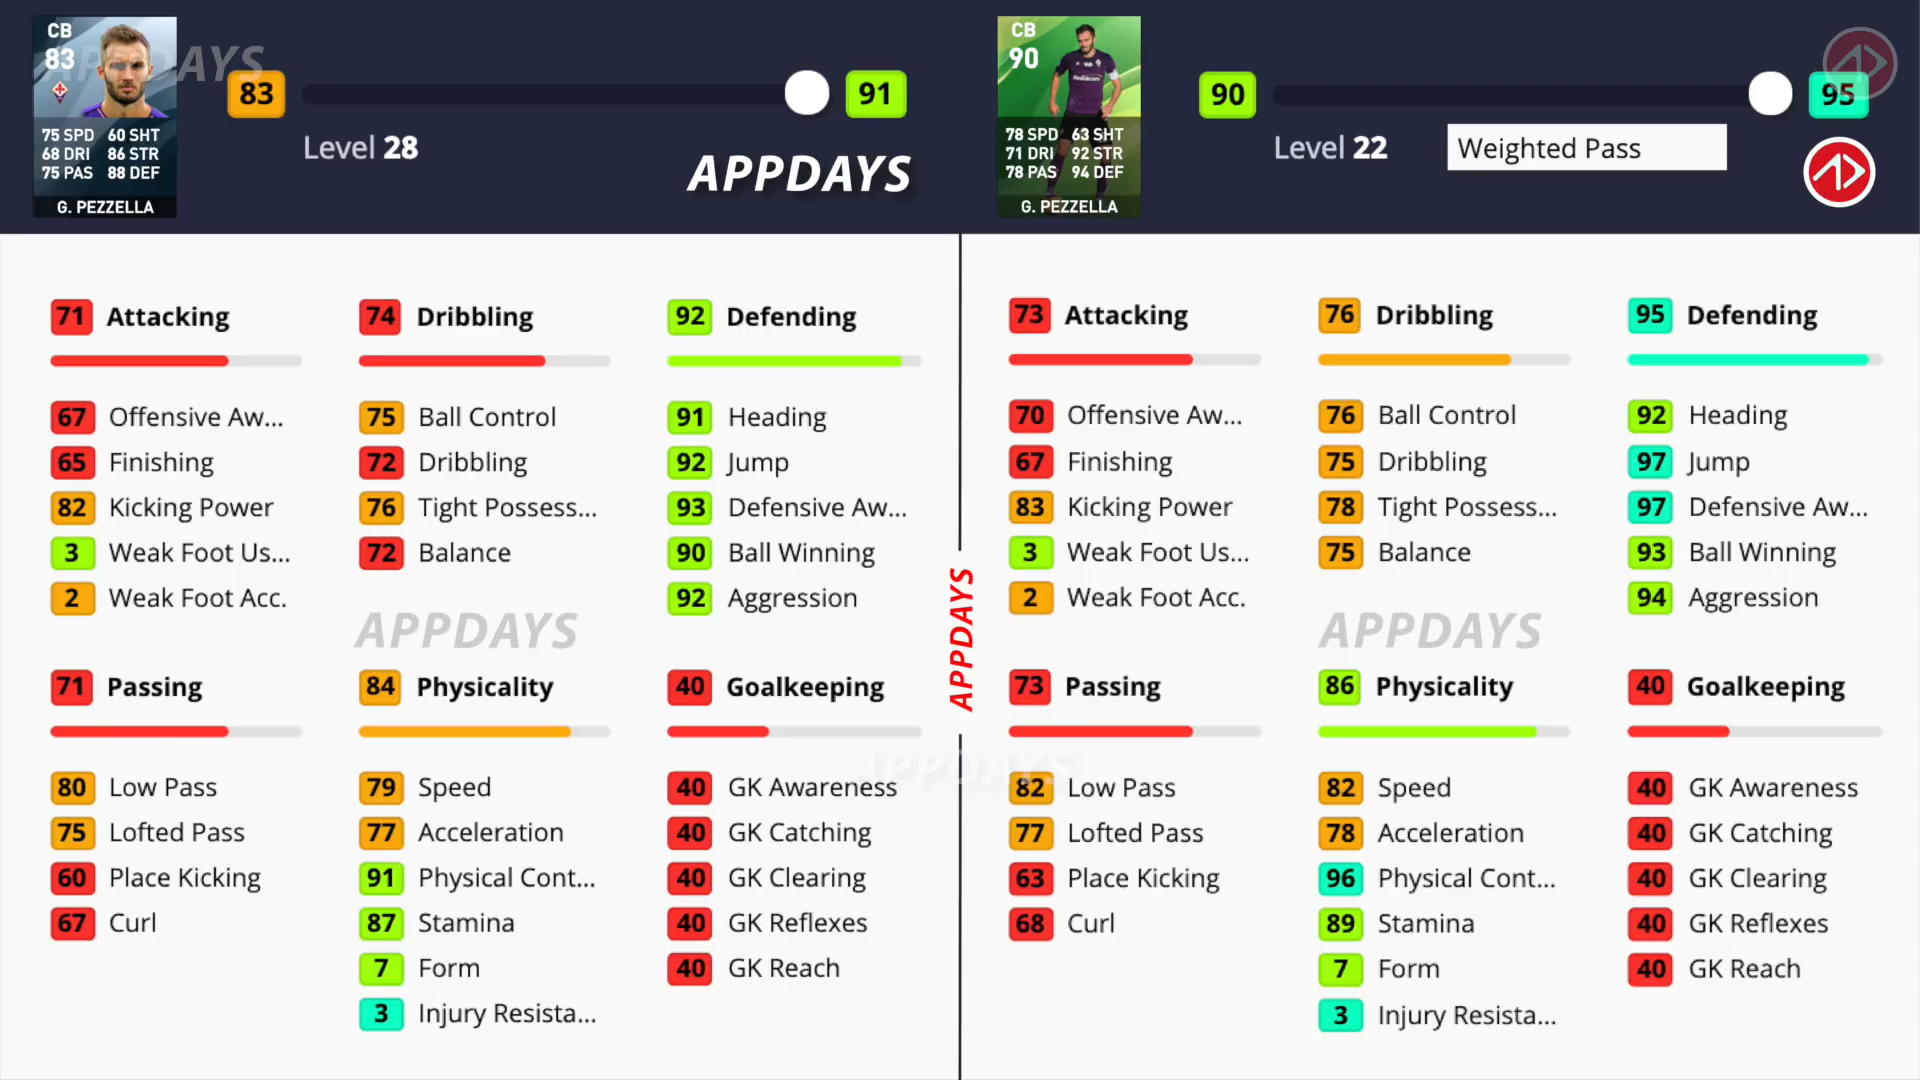 CB
83
75 SPD 60 SHT
68 DRI 86 STR
75 PAS 88 DEF
G. PEZZELLA
APPDAYS
83
91
Level 28
APPDAYS
CB
90
78 SPD 63 SHT
71 DRI 92 STR
78 PAS 94 DEF
G. PEZZELLA
90
95
Level 22
Weighted Pass
71 Attacking
67 Offensive Aw...
65 Finishing
82 Kicking Power
3 Weak Foot Us...
2 Weak Foot Acc.
74 Dribbling
75 Ball Control
72 Dribbling
76 Tight Possess...
72 Balance
92 Defending
91 Heading
92 Jump
93 Defensive Aw...
90 Ball Winning
92 Aggression
APPDAYS
71 Passing
80 Low Pass
75 Lofted Pass
60 Place Kicking
67 Curl
84 Physicality
79 Speed
77 Acceleration
91 Physical Cont...
87 Stamina
7 Form
3 Injury Resista...
40 Goalkeeping
40 GK Awareness
40 GK Catching
40 GK Clearing
40 GK Reflexes
40 GK Reach
APPDAYS
APPDAYS
73 Attacking
70 Offensive Aw...
67 Finishing
83 Kicking Power
3 Weak Foot Us...
2 Weak Foot Acc.
76 Dribbling
76 Ball Control
75 Dribbling
78 Tight Possess...
75 Balance
95 Defending
92 Heading
97 Jump
97 Defensive Aw...
93 Ball Winning
94 Aggression
APPDAYS
73 Passing
82 Low Pass
77 Lofted Pass
63 Place Kicking
68 Curl
86 Physicality
82 Speed
78 Acceleration
96 Physical Cont...
89 Stamina
7 Form
3 Injury Resista...
40 Goalkeeping
40 GK Awareness
40 GK Catching
40 GK Clearing
40 GK Reflexes
40 GK Reach